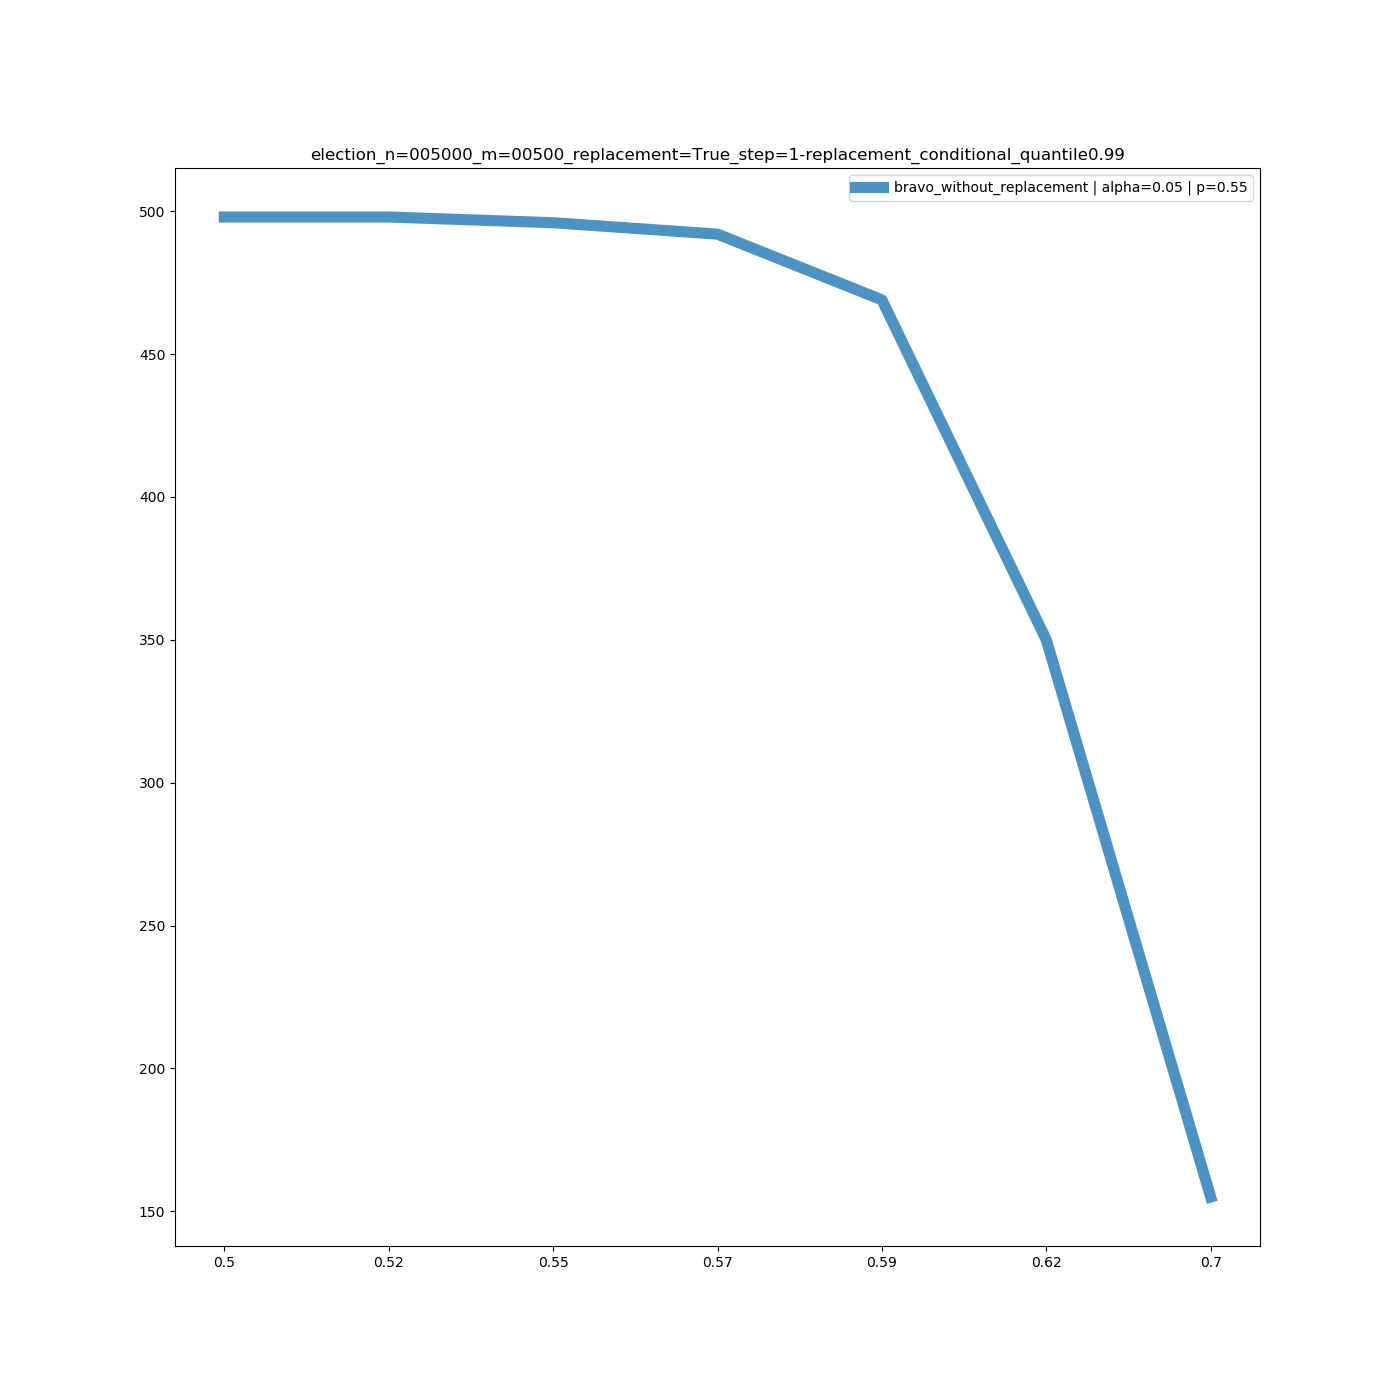 election_n=005000_m=00500_replacement=True_step=1-replacement_conditional_quantile0.99
bravo_without_replacement | alpha=0.05 | p=0.55
500
450
400
350
300
250
200
150
0.5 0.52 0.55 0.57 0.59 0.62 0.7